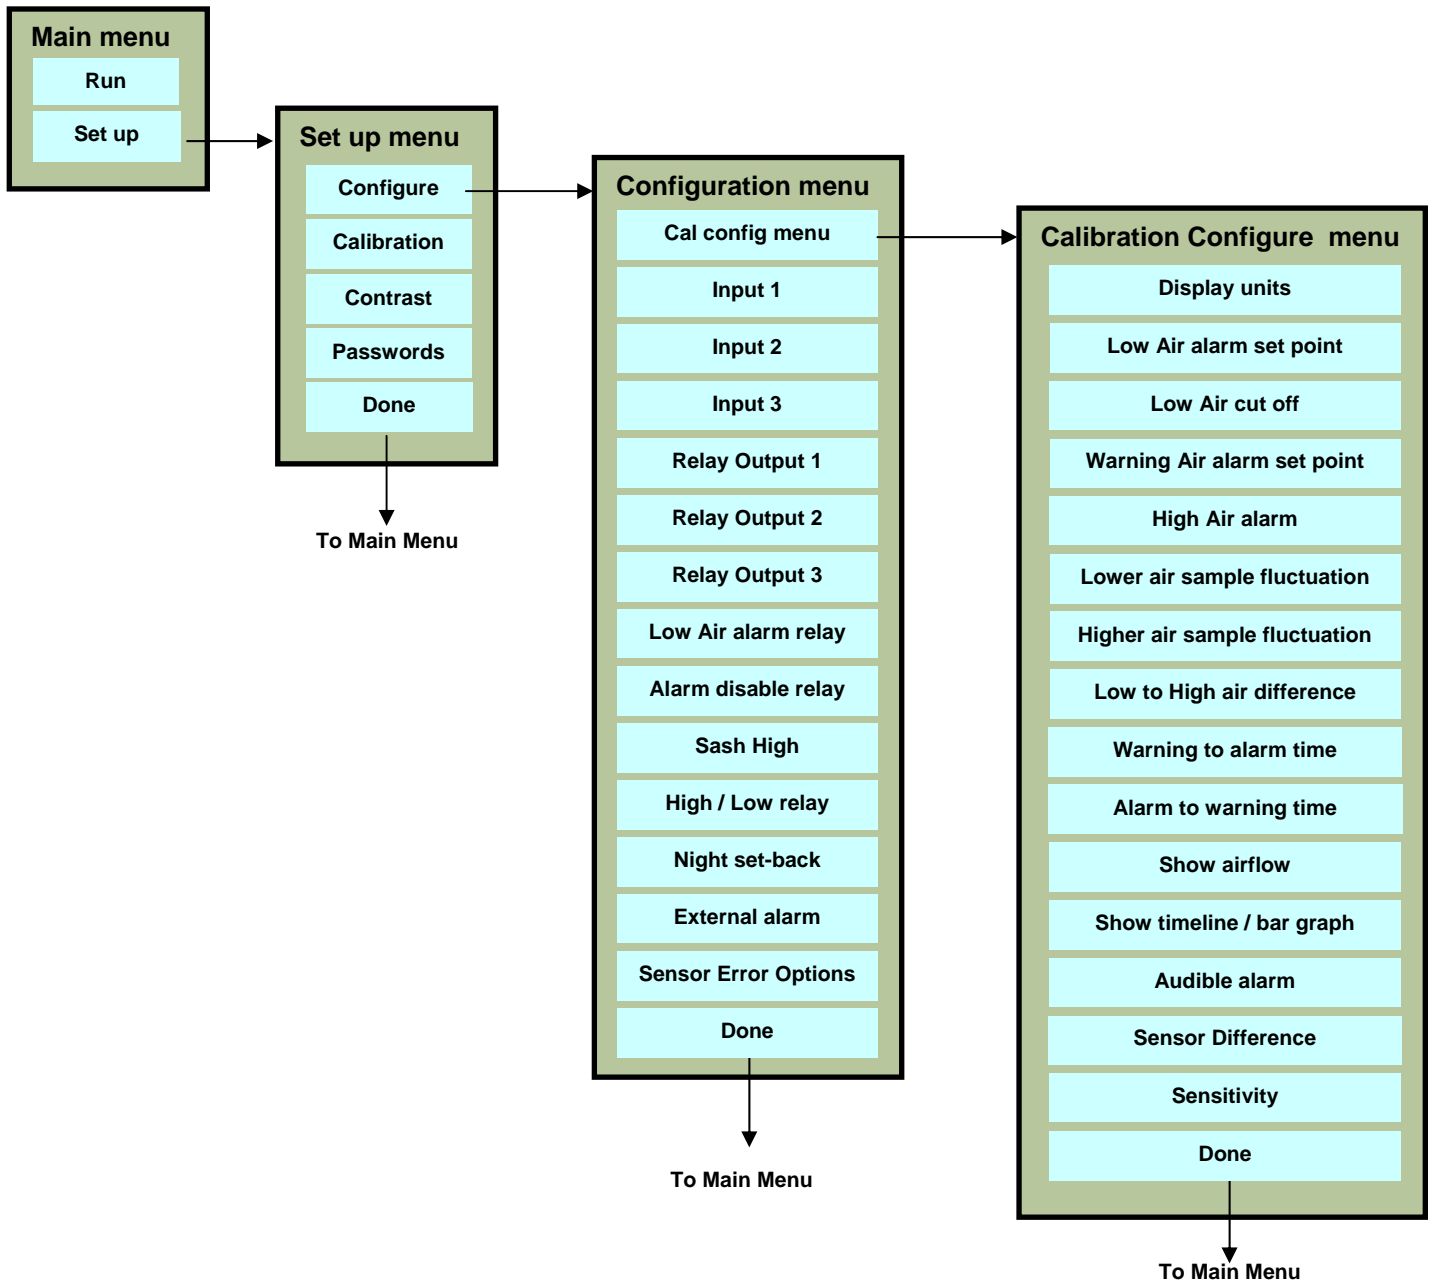 Main menu
Run
Set up
Set up menu
Configure
Calibration
Contrast
Passwords
Done
To Main Menu
Configuration menu
Cal config menu
Input 1
Input 2
Input 3
Relay Output 1
Relay Output 2
Relay Output 3
Low Air alarm relay
Alarm disable relay
Sash High
High / Low relay
Night set-back
External alarm
Sensor Error Options
Done
To Main Menu
Calibration Configure menu
Display units
Low Air alarm set point
Low Air cut off
Warning Air alarm set point
High Air alarm
Lower air sample fluctuation
Higher air sample fluctuation
Low to High air difference
Warning to alarm time
Alarm to warning time
Show airflow
Show timeline / bar graph
Audible alarm
Sensor Difference
Sensitivity
Done
To Main Menu